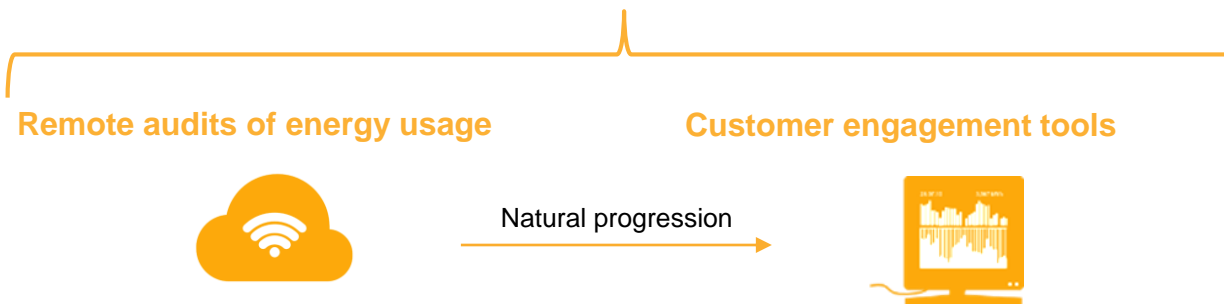 Remote audits of energy usage
Customer engagement tools
Natural progression